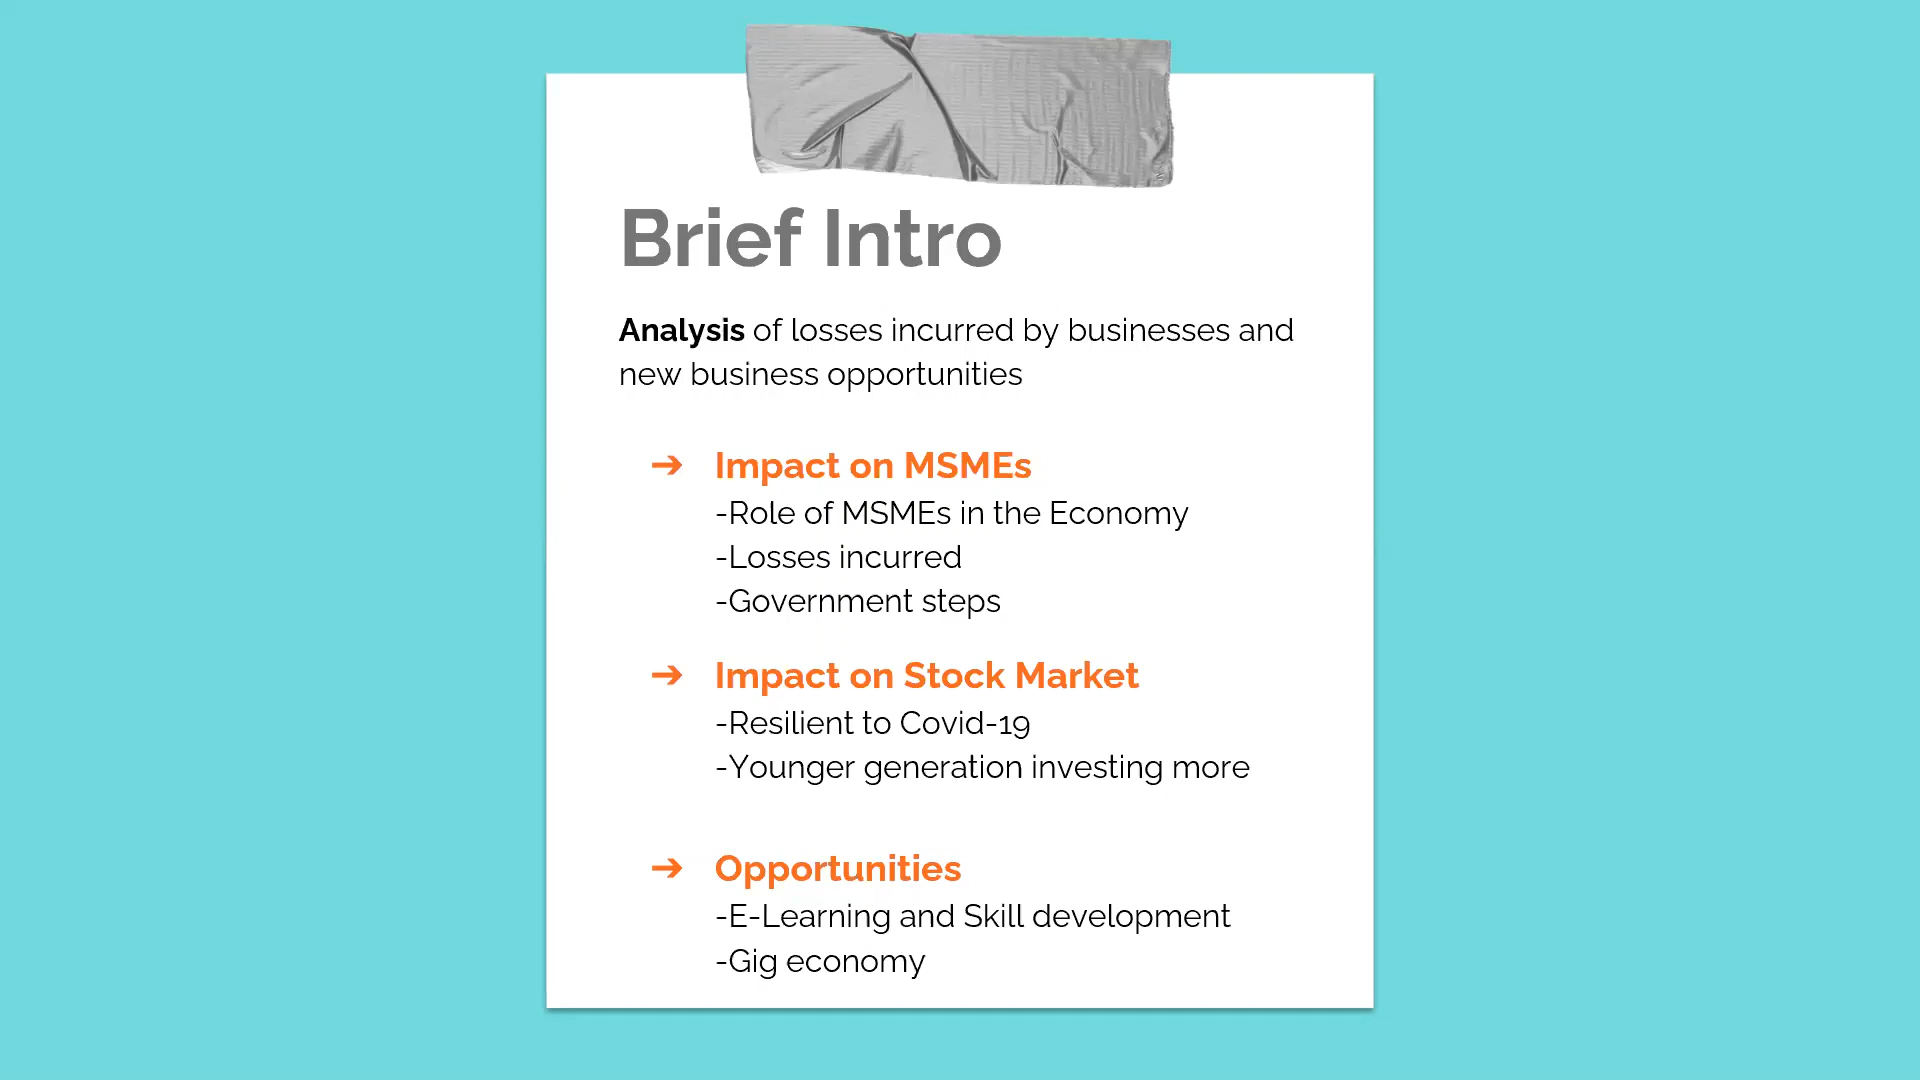 Brief Intro
Analysis of losses incurred by businesses and
new business opportunities
➔ Impact on MSMEs
-Role of MSMEs in the Economy
-Losses incurred
-Government steps
➔ Impact on Stock Market
-Resilient to Covid-19
-Younger generation investing more
➔ Opportunities
-E-Learning and Skill development
-Gig economy